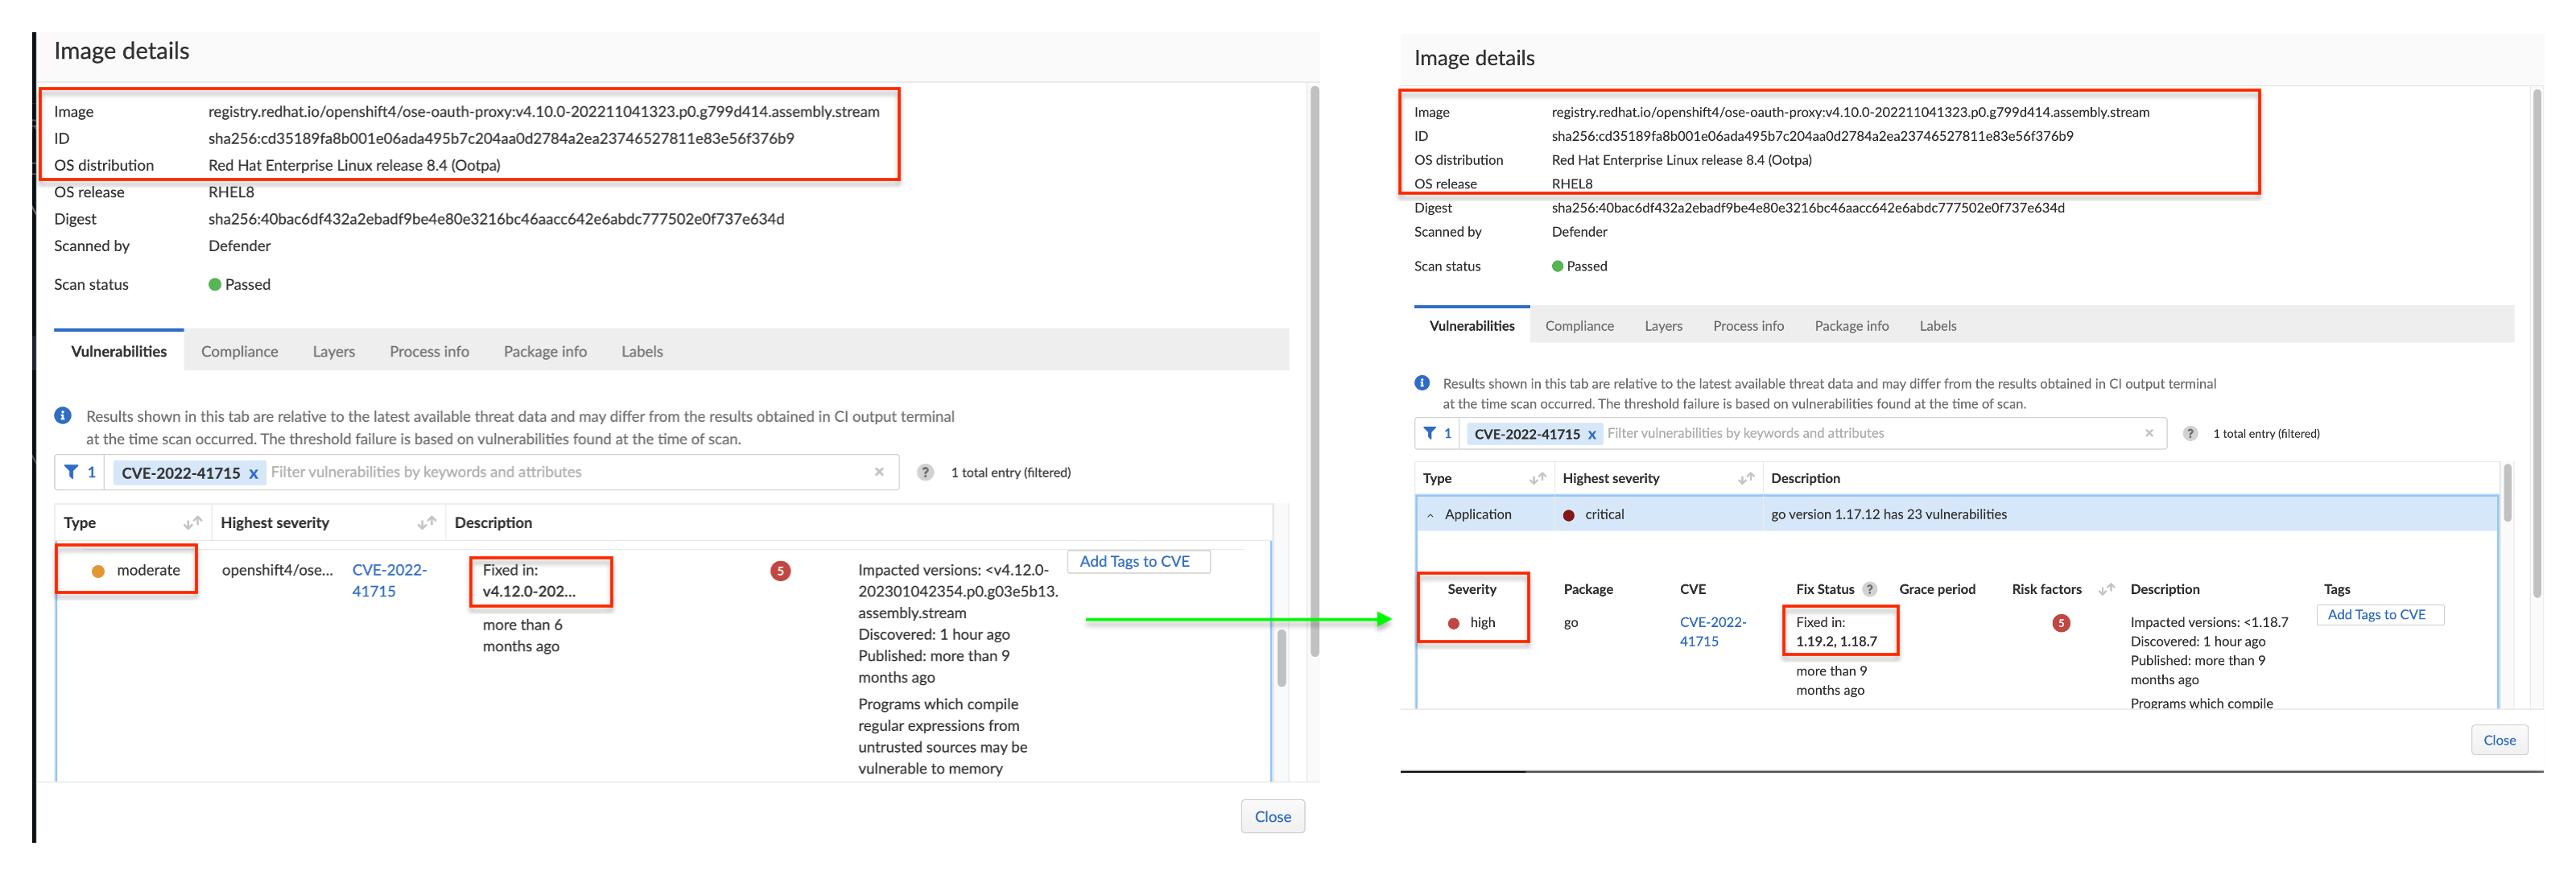 Image details
Image registry.redhat.io/openshift4/ose-oauth-proxy:v4.10.0-202211041323.p0.g799d414.assembly.stream
ID sha256:cd35189fa8b001e06ada495b7c204aa0d2784a2ea23746527811e83e56f376b9
OS distribution Red Hat Enterprise Linux release 8.4 (Ootpa)
OS release RHEL8
Digest sha256:40bac6df432a2ebadf9be4e80e3216bc46aacc642e6abdc777502e0f737e634d
Scanned by Defender
Scan status Passed
Vulnerabilities Compliance Layers Process info Package info Labels
Results shown in this tab are relative to the latest available threat data and may differ from the results obtained in CI output terminal
at the time scan occurred. The threshold failure is based on vulnerabilities found at the time of scan.
1 CVE-2022-41715 x Filter vulnerabilities by keywords and attributes × ? 1 total entry (filtered)
Type Highest severity Description
moderate openshift4/ose... CVE-2022-
41715
Fixed in:
v4.12.0-202...
more than 6
months ago
5
Impacted versions: <v4.12.0-
202301042354.p0.g03e5b13.
assembly.stream
Discovered: 1 hour ago
Published: more than 9
months ago
Programs which compile
regular expressions from
untrusted sources may be
vulnerable to memory
Add Tags to CVE
Close
Image details
Image registry.redhat.io/openshift4/ose-oauth-proxy:v4.10.0-202211041323.p0.g799d414.assembly.stream
ID sha256:cd35189fa8b001e06ada495b7c204aa0d2784a2ea23746527811e83e56f376b9
OS distribution Red Hat Enterprise Linux release 8.4 (Ootpa)
OS release RHEL8
Digest sha256:40bac6df432a2ebadf9be4e80e3216bc46aacc642e6abdc777502e0f737e634d
Scanned by Defender
Scan status Passed
Vulnerabilities Compliance Layers Process info Package info Labels
Results shown in this tab are relative to the latest available threat data and may differ from the results obtained in CI output terminal
at the time scan occurred. The threshold failure is based on vulnerabilities found at the time of scan.
1 CVE-2022-41715 x Filter vulnerabilities by keywords and attributes × ? 1 total entry (filtered)
Type Highest severity Description
Application critical go version 1.17.12 has 23 vulnerabilities
Severity Package CVE Fix Status ? Grace period Risk factors Description Tags
high go CVE-2022-
41715
Fixed in:
1.19.2, 1.18.7
more than 9
months ago
5
Impacted versions: <1.18.7
Discovered: 1 hour ago
Published: more than 9
months ago
Programs which compile
Add Tags to CVE
Close